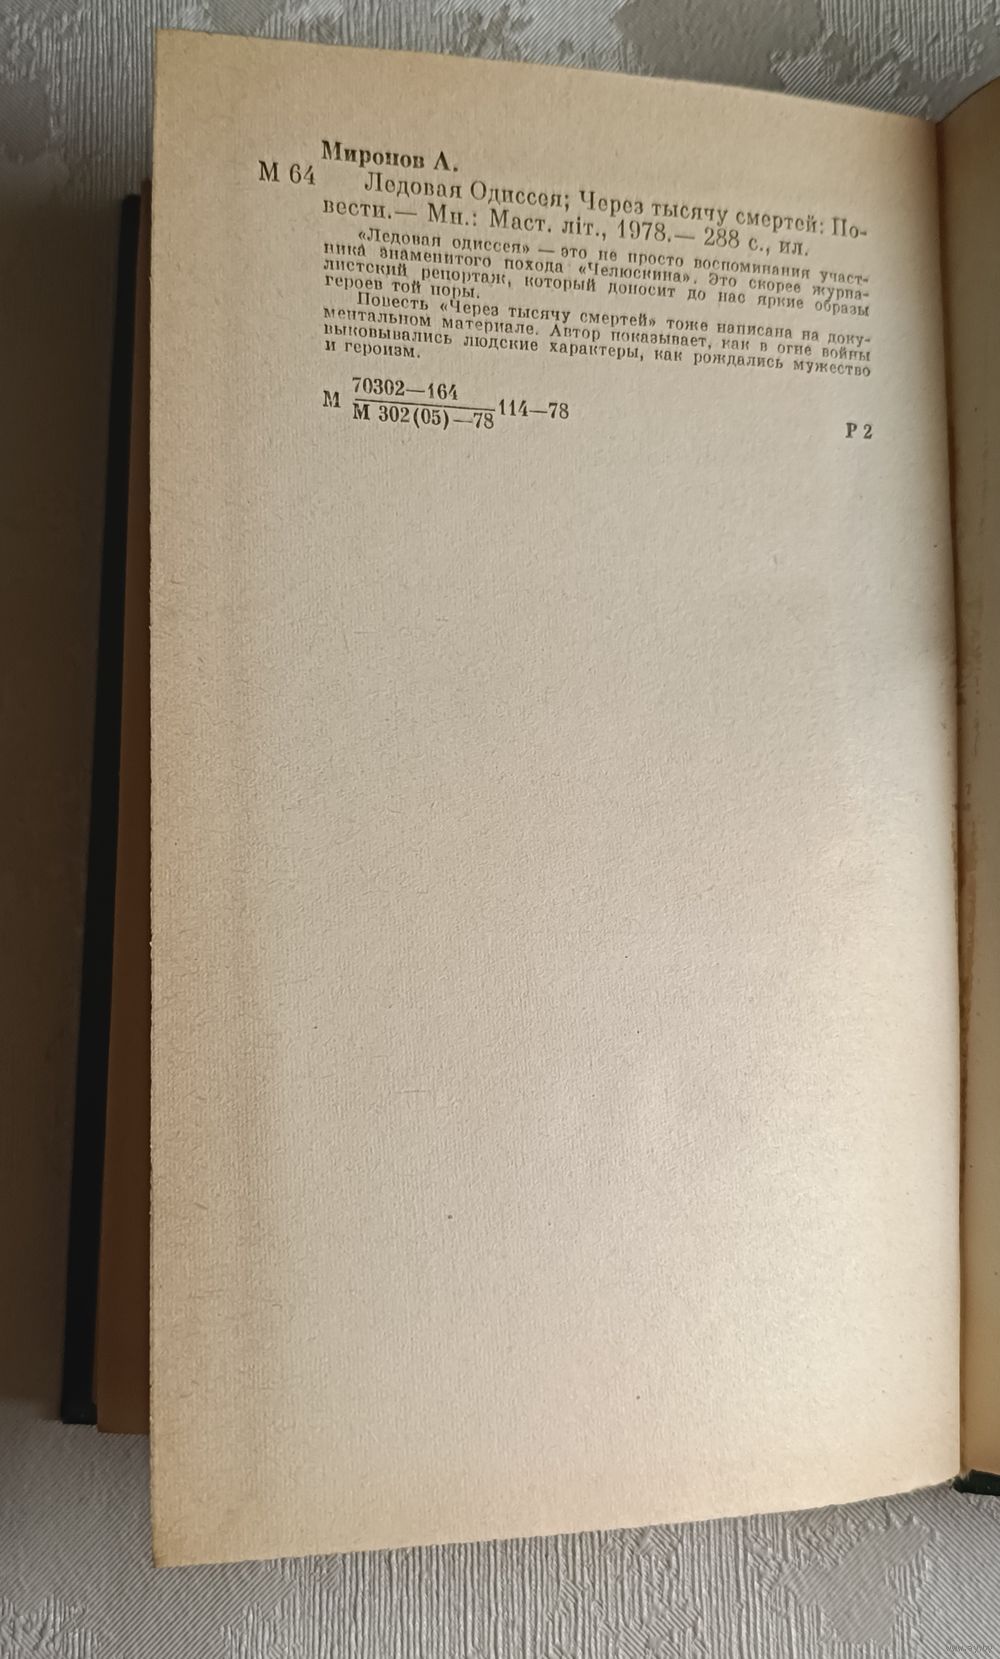 Миронов А.
М 64 Ледовая Одиссея; Через тысячу смертей: По-
вести.— Мн.: Маст. літ., 1978.— 288 с., ил.
«Ледовая одиссея» — это не просто воспоминания участ-
ника знаменитого похода «Челюскина». Это скорее журна-
листский репортаж, который доносит до нас яркие образы
героев той поры.
Повесть «Через тысячу смертей» тоже написана на доку-
ментальном материале. Автор показывает, как в огне войны
выковывались людские характеры, как рождались мужество
и героизм.
70302—164
М 114—78
М 302(05)—78
Р 2